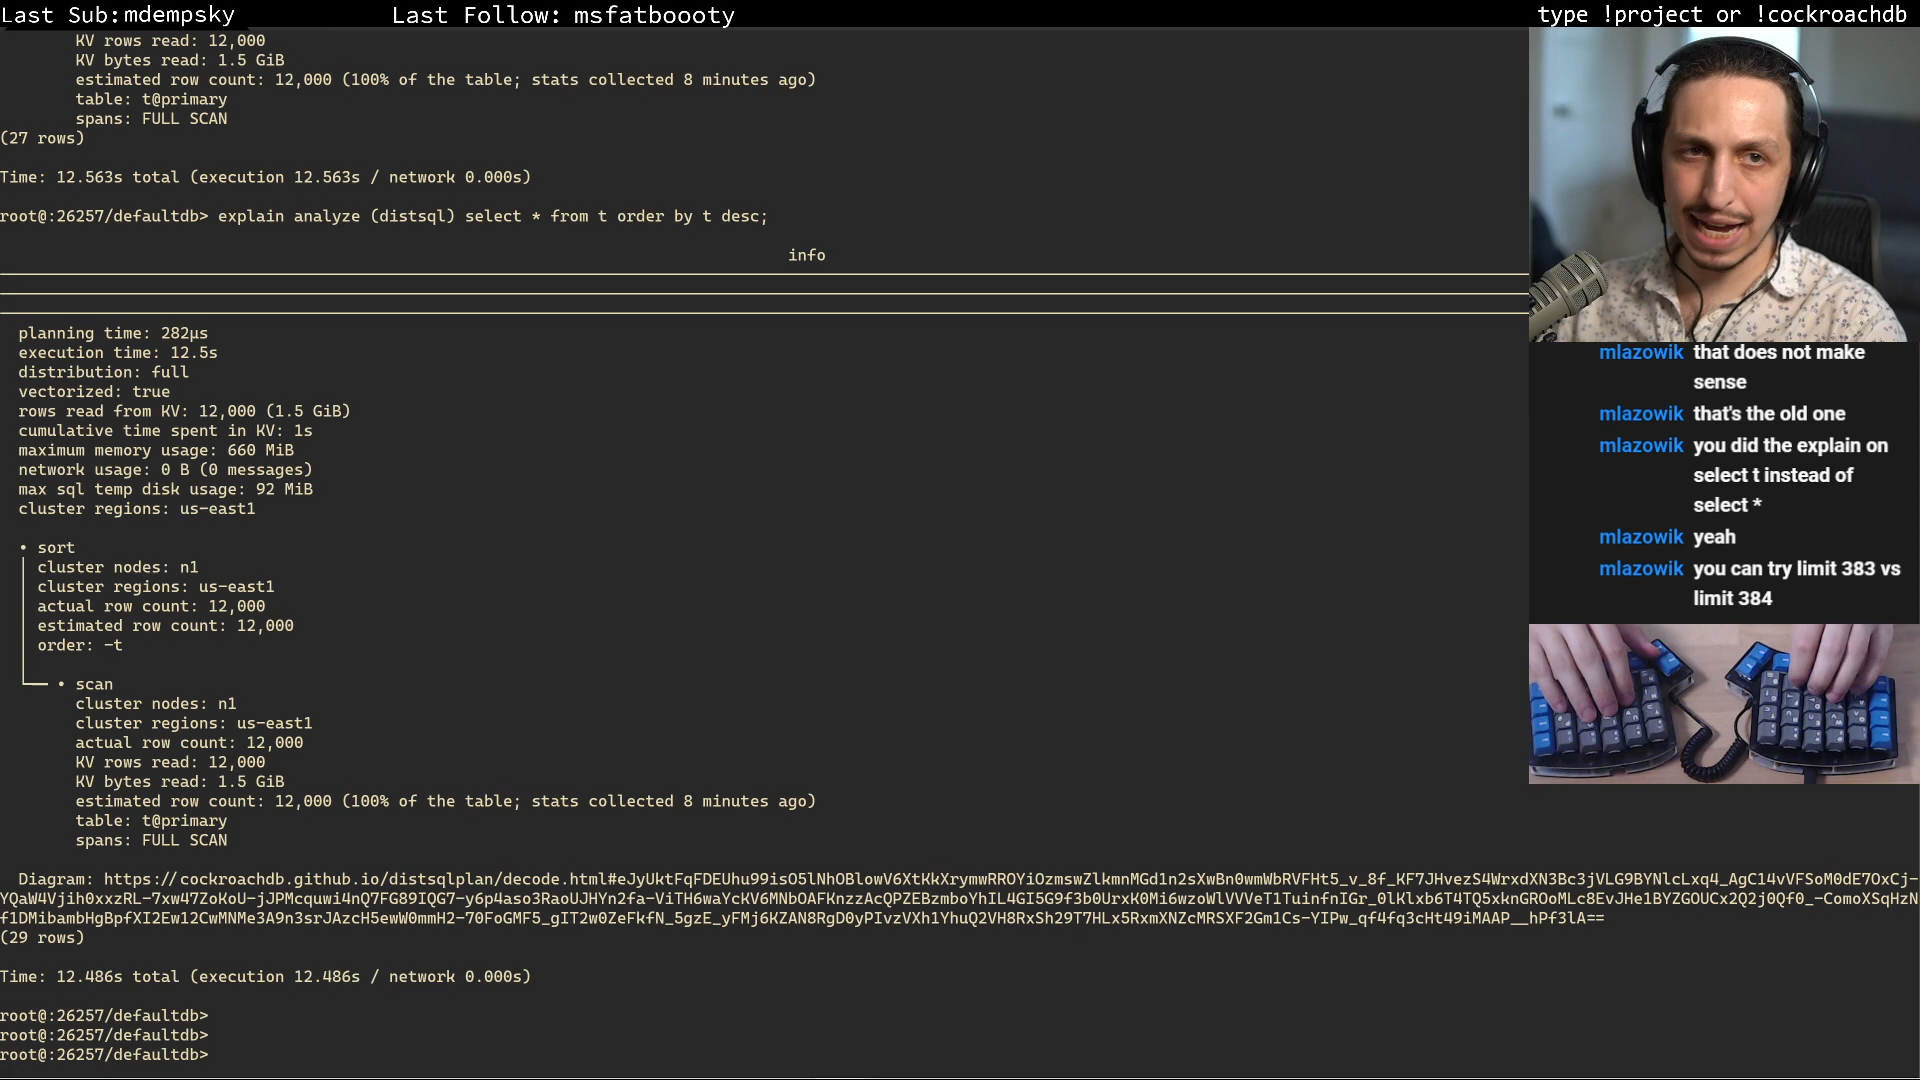 Last Sub: mdempsky
Last Follow: msfatboooty
type !project or !cockroachdb
KV rows read: 12,000
KV bytes read: 1.5 GiB
estimated row count: 12,000 (100% of the table; stats collected 8 minutes ago)
table: t@primary
spans: FULL SCAN
(27 rows)
Time: 12.563s total (execution 12.563s / network 0.000s)
root@:26257/defaultdb> explain analyze (distsql) select * from t order by t desc;
info
planning time: 282µs
execution time: 12.5s
distribution: full
vectorized: true
rows read from KV: 12,000 (1.5 GiB)
cumulative time spent in KV: 1s
maximum memory usage: 660 MiB
network usage: 0 B (0 messages)
max sql temp disk usage: 92 MiB
cluster regions: us-east1
• sort
cluster nodes: n1
cluster regions: us-east1
actual row count: 12,000
estimated row count: 12,000
order: -t
• scan
cluster nodes: n1
cluster regions: us-east1
actual row count: 12,000
KV rows read: 12,000
KV bytes read: 1.5 GiB
estimated row count: 12,000 (100% of the table; stats collected 8 minutes ago)
table: t@primary
spans: FULL SCAN
Diagram: https://cockroachdb.github.io/distsqlplan/decode.html
(29 rows)
Time: 12.486s total (execution 12.486s / network 0.000s)
root@:26257/defaultdb>
root@:26257/defaultdb>
root@:26257/defaultdb>
mlazowik that does not make
sense
mlazowik that's the old one
mlazowik you did the explain on
select t instead of
select *
mlazowik yeah
mlazowik you can try limit 383 vs
limit 384